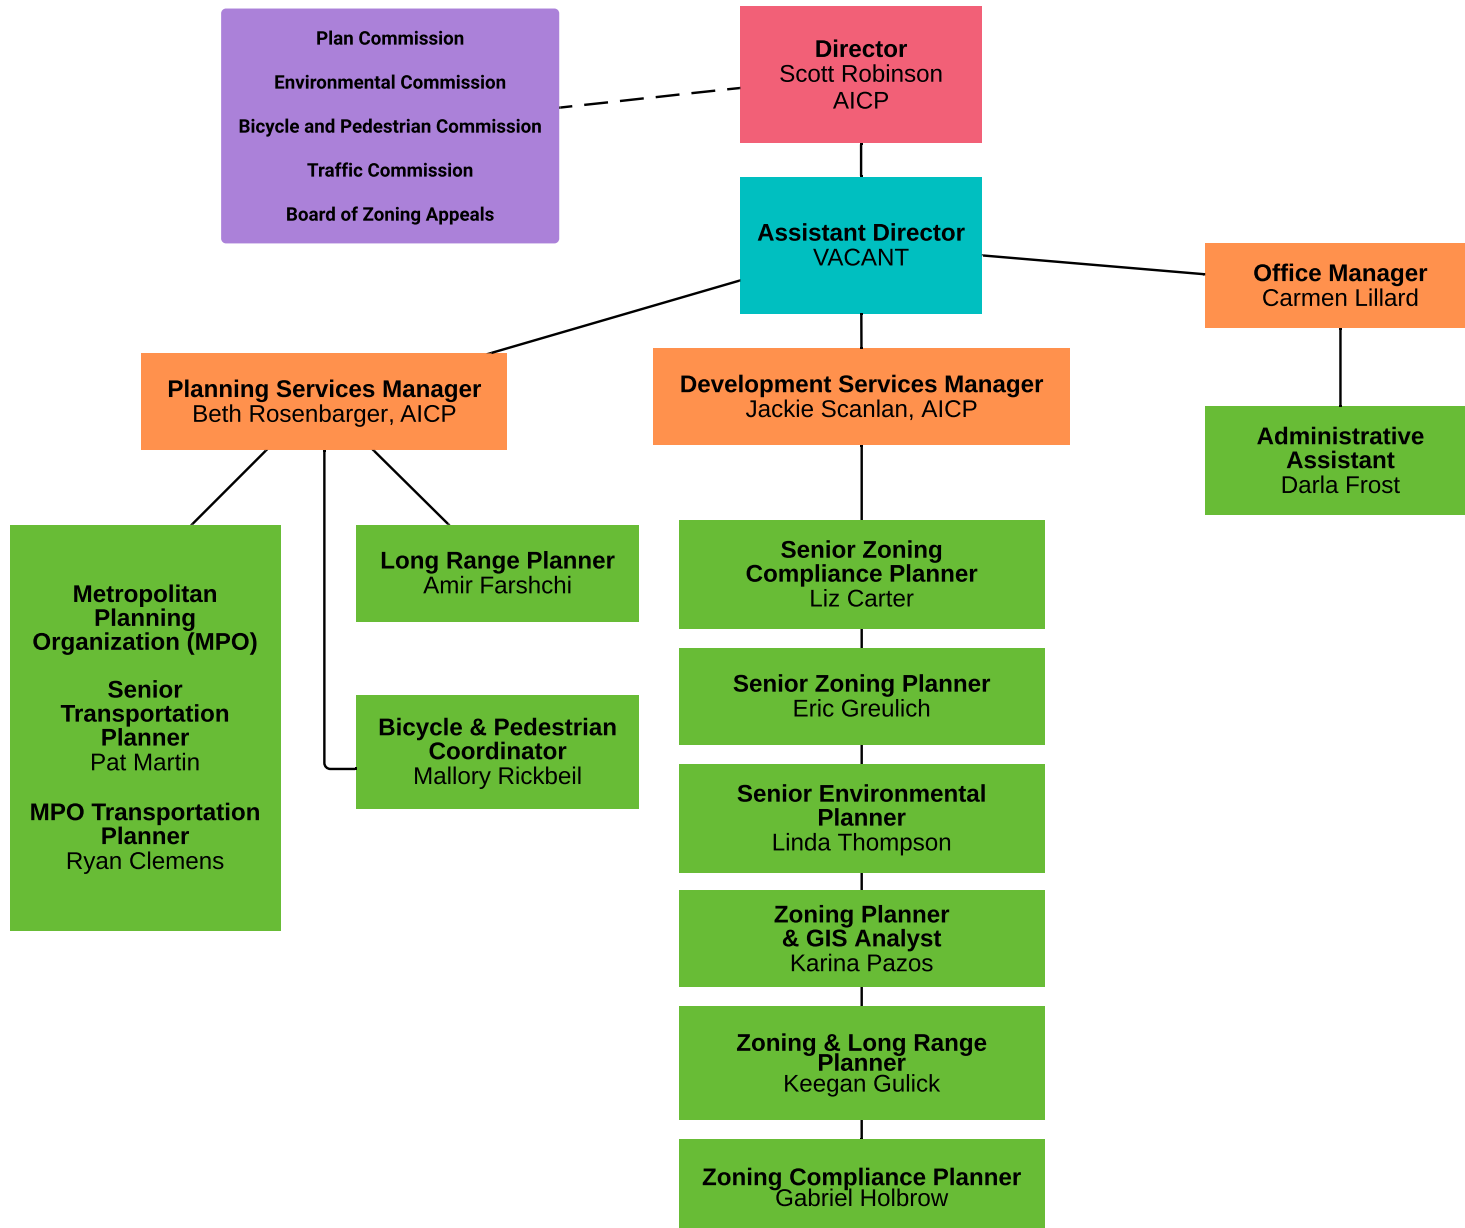 Plan Commission
Environmental Commission
Bicycle and Pedestrian Commission
Traffic Commission
Board of Zoning Appeals
Director
Scott Robinson
AICP
Assistant Director
VACANT
Office Manager
Carmen Lillard
Administrative
Assistant
Darla Frost
Planning Services Manager
Beth Rosenbarger, AICP
Development Services Manager
Jackie Scanlan, AICP
Metropolitan
Planning
Organization (MPO)
Senior
Transportation
Planner
Pat Martin
MPO Transportation
Planner
Ryan Clemens
Long Range Planner
Amir Farshchi
Bicycle & Pedestrian
Coordinator
Mallory Rickbeil
Senior Zoning
Compliance Planner
Liz Carter
Senior Zoning Planner
Eric Greulich
Senior Environmental
Planner
Linda Thompson
Zoning Planner
& GIS Analyst
Karina Pazos
Zoning & Long Range
Planner
Keegan Gulick
Zoning Compliance Planner
Gabriel Holbrow